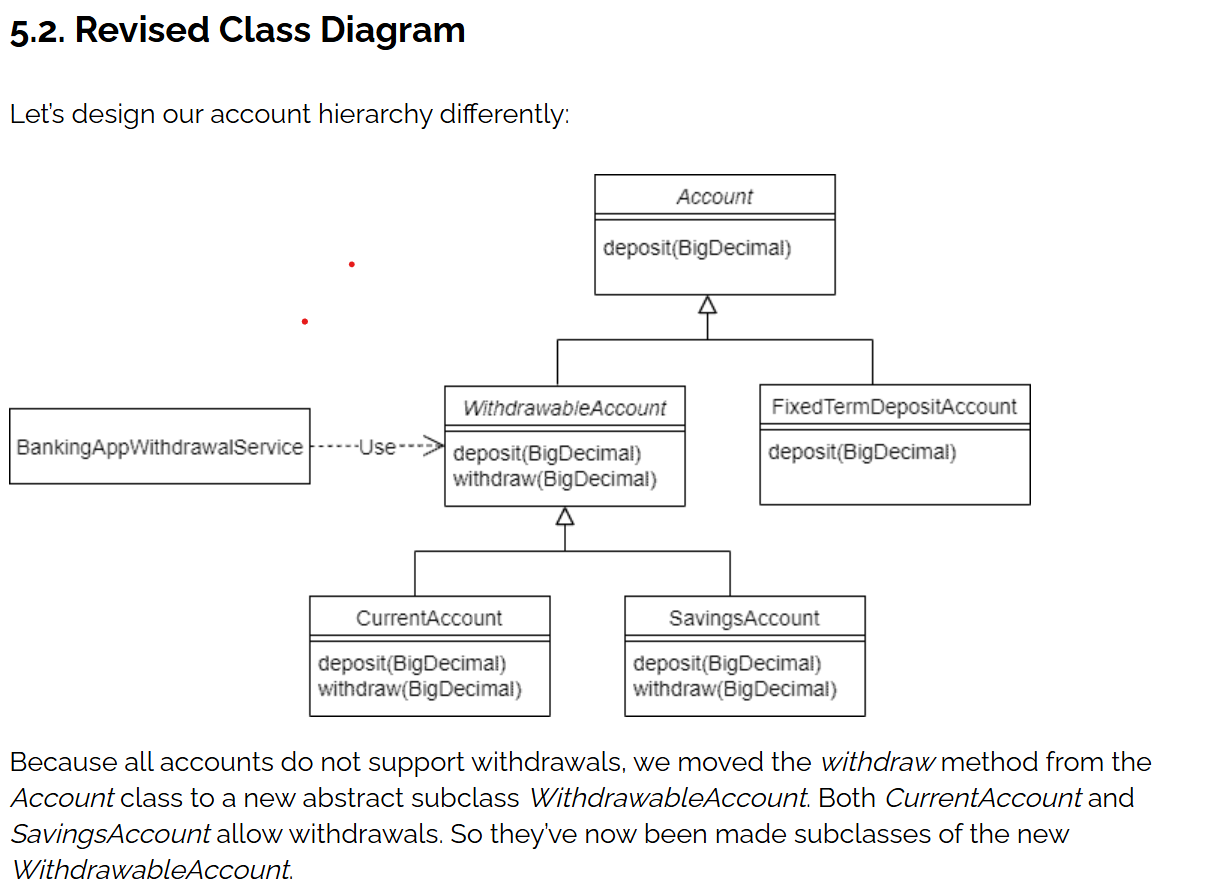 5.2. Revised Class Diagram
Let's design our account hierarchy differently:
Account
deposit(BigDecimal)
WithdrawableAccount
deposit(BigDecimal)
withdraw(BigDecimal)
FixedTermDepositAccount
deposit(BigDecimal)
BankingAppWithdrawalService
Use
CurrentAccount
deposit(BigDecimal)
withdraw(BigDecimal)
SavingsAccount
deposit(BigDecimal)
withdraw(BigDecimal)
Because all accounts do not support withdrawals, we moved the withdraw method from the
Account class to a new abstract subclass WithdrawableAccount. Both CurrentAccount and
SavingsAccount allow withdrawals. So they've now been made subclasses of the new
WithdrawableAccount.